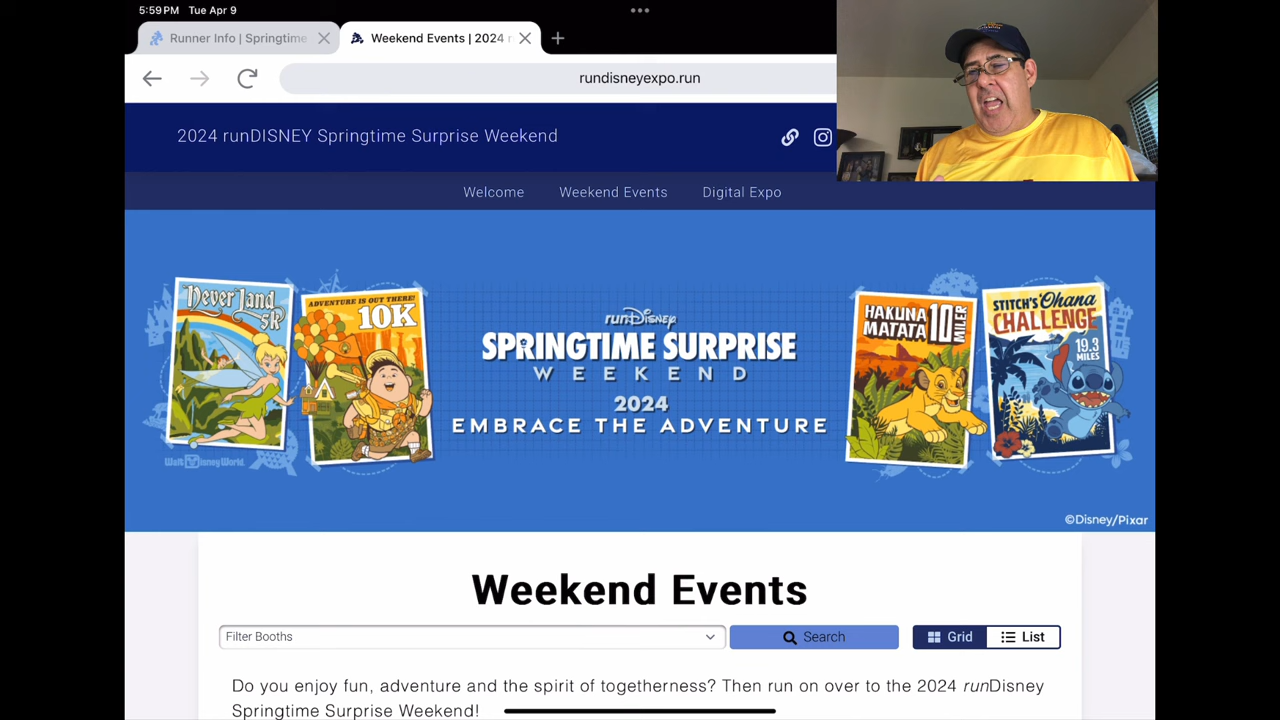 5:59 PM Tue Apr 9
Runner Info | Springtime
Weekend Events | 2024 r
rundisneyexpo.run
2024 runDISNEY Springtime Surprise Weekend
Welcome Weekend Events Digital Expo
Never Land
5K
ADVENTURE IS OUT THERE!
10K
Walt Disney World
runDisney
SPRINGTIME SURPRISE
WEEKEND
2024
EMBRACE THE ADVENTURE
HAKUNA
MATATA 10 MILER
STITCH'S 'Ohana
CHALLENGE
19.3
MILES
©Disney/Pixar
Weekend Events
Filter Booths Search Grid List
Do you enjoy fun, adventure and the spirit of togetherness? Then run on over to the 2024 runDisney
Springtime Surprise Weekend!